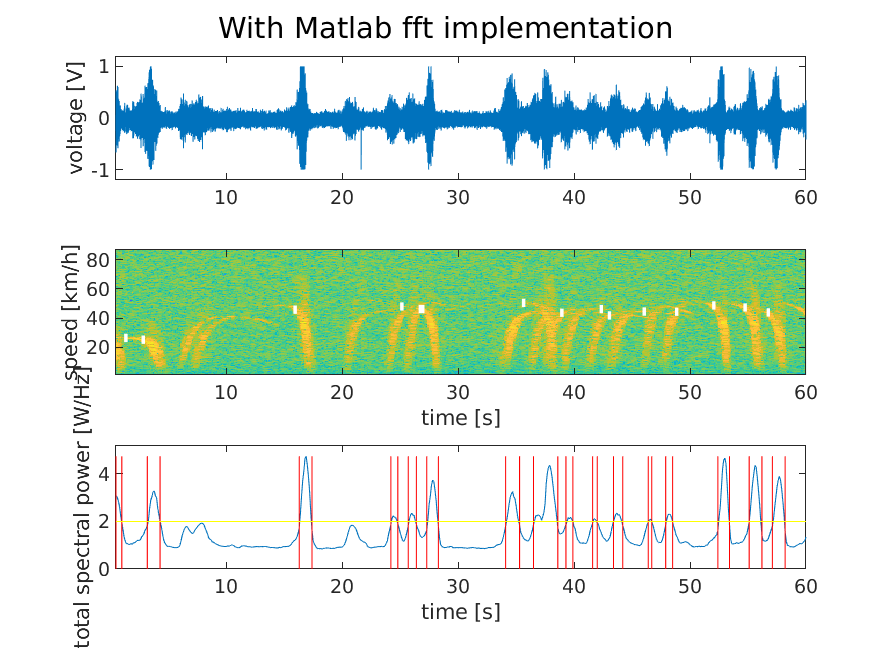 With Matlab fft implementation
voltage [V]
1
0
-1
10 20 30 40 50 60
speed [km/h]
80
60
40
20
10 20 30 40 50 60
time [s]
total spectral power [W/Hz]
4
2
0
10 20 30 40 50 60
time [s]